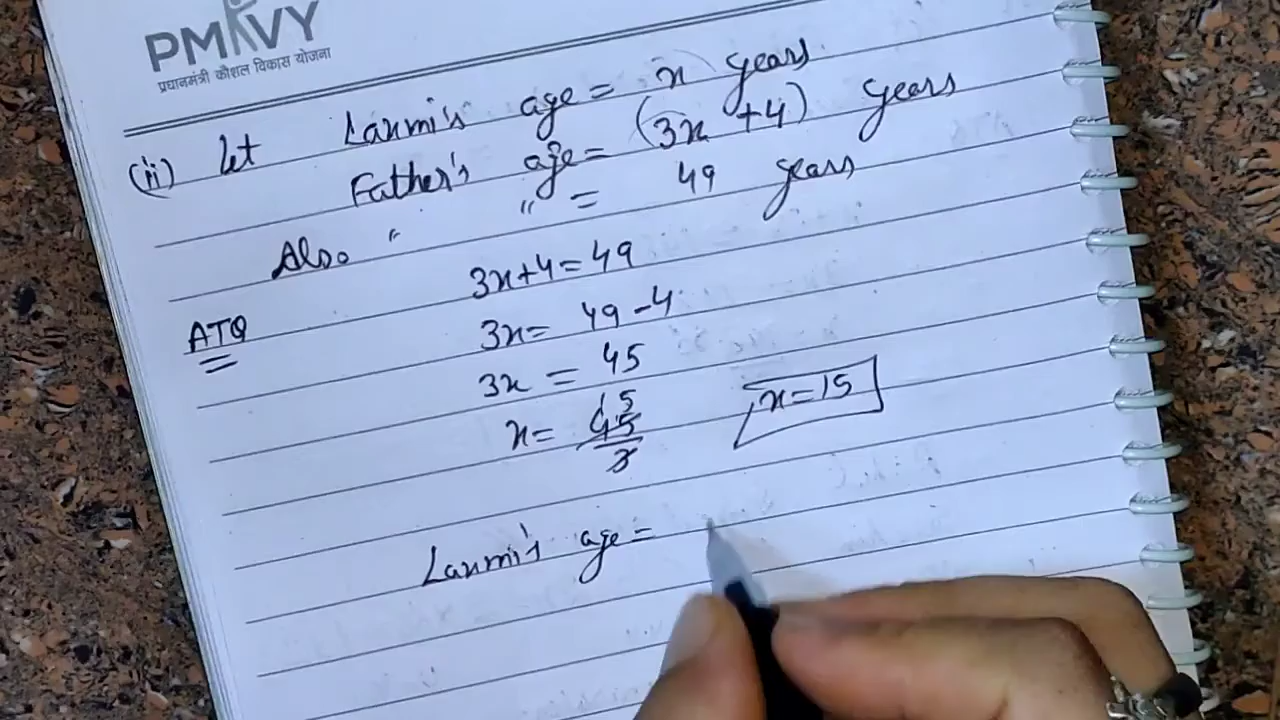 PMKVY
प्रधानमंत्री कौशल विकास योजना
(ii) Let Laxmi's age = x years
Father's age = (3x +4) years
Also " " = 49 years
ATQ 3x+4=49
3x= 49-4
3x = 45
x= 45/3 15 x=15
Laxmi's age =